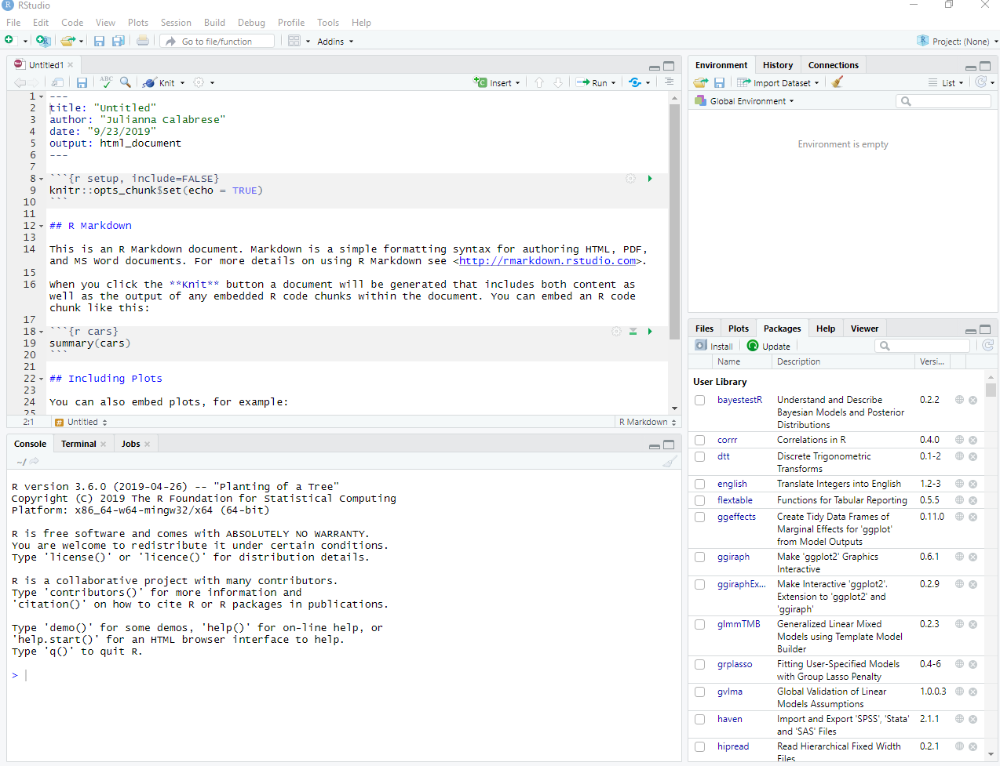 RStudio
File Edit Code View Plots Session Build Debug Profile Tools Help
Go to file/function
Addins
Project: (None)
Untitled1
ABC
Knit
Insert
Run
1 ---
2 title: "Untitled"
3 author: "Julianna Calabrese"
4 date: "9/23/2019"
5 output: html_document
6 ---
7
8 ```{r setup, include=FALSE}
9 knitr::opts_chunk$set(echo = TRUE)
10 ```
11
12 ## R Markdown
13
14 This is an R Markdown document. Markdown is a simple formatting syntax for authoring HTML, PDF,
and MS Word documents. For more details on using R Markdown see <http://rmarkdown.rstudio.com>.
15
16 When you click the **Knit** button a document will be generated that includes both content as
well as the output of any embedded R code chunks within the document. You can embed an R code
chunk like this:
17
18 ```{r cars}
19 summary(cars)
20 ```
21
22 ## Including Plots
23
24 You can also embed plots, for example:
25
2:1 # Untitled R Markdown
Console Terminal Jobs
~/
R version 3.6.0 (2019-04-26) -- "Planting of a Tree"
Copyright (C) 2019 The R Foundation for Statistical Computing
Platform: x86_64-w64-mingw32/x64 (64-bit)
R is free software and comes with ABSOLUTELY NO WARRANTY.
You are welcome to redistribute it under certain conditions.
Type 'license()' or 'licence()' for distribution details.
R is a collaborative project with many contributors.
Type 'contributors()' for more information and
'citation()' on how to cite R or R packages in publications.
Type 'demo()' for some demos, 'help()' for on-line help, or
'help.start()' for an HTML browser interface to help.
Type 'q()' to quit R.
>
Environment History Connections
Import Dataset
List
Global Environment
Environment is empty
Files Plots Packages Help Viewer
Install Update
Name Description Versi...
User Library
bayestestR Understand and Describe 0.2.2
Bayesian Models and Posterior
Distributions
corrr Correlations in R 0.4.0
dtt Discrete Trigonometric 0.1-2
Transforms
english Translate Integers into English 1.2-3
flextable Functions for Tabular Reporting 0.5.5
ggeffects Create Tidy Data Frames of 0.11.0
Marginal Effects for 'ggplot'
from Model Outputs
ggiraph Make 'ggplot2' Graphics 0.6.1
Interactive
ggiraphEx... Make Interactive 'ggplot2'. 0.2.9
Extension to 'ggplot2' and
'ggiraph'
glmmTMB Generalized Linear Mixed 0.2.3
Models using Template Model
Builder
grplasso Fitting User-Specified Models 0.4-6
with Group Lasso Penalty
gvlma Global Validation of Linear 1.0.0.3
Models Assumptions
haven Import and Export 'SPSS', 'Stata' 2.1.1
and 'SAS' Files
hipread Read Hierarchical Fixed Width 0.2.1
Files